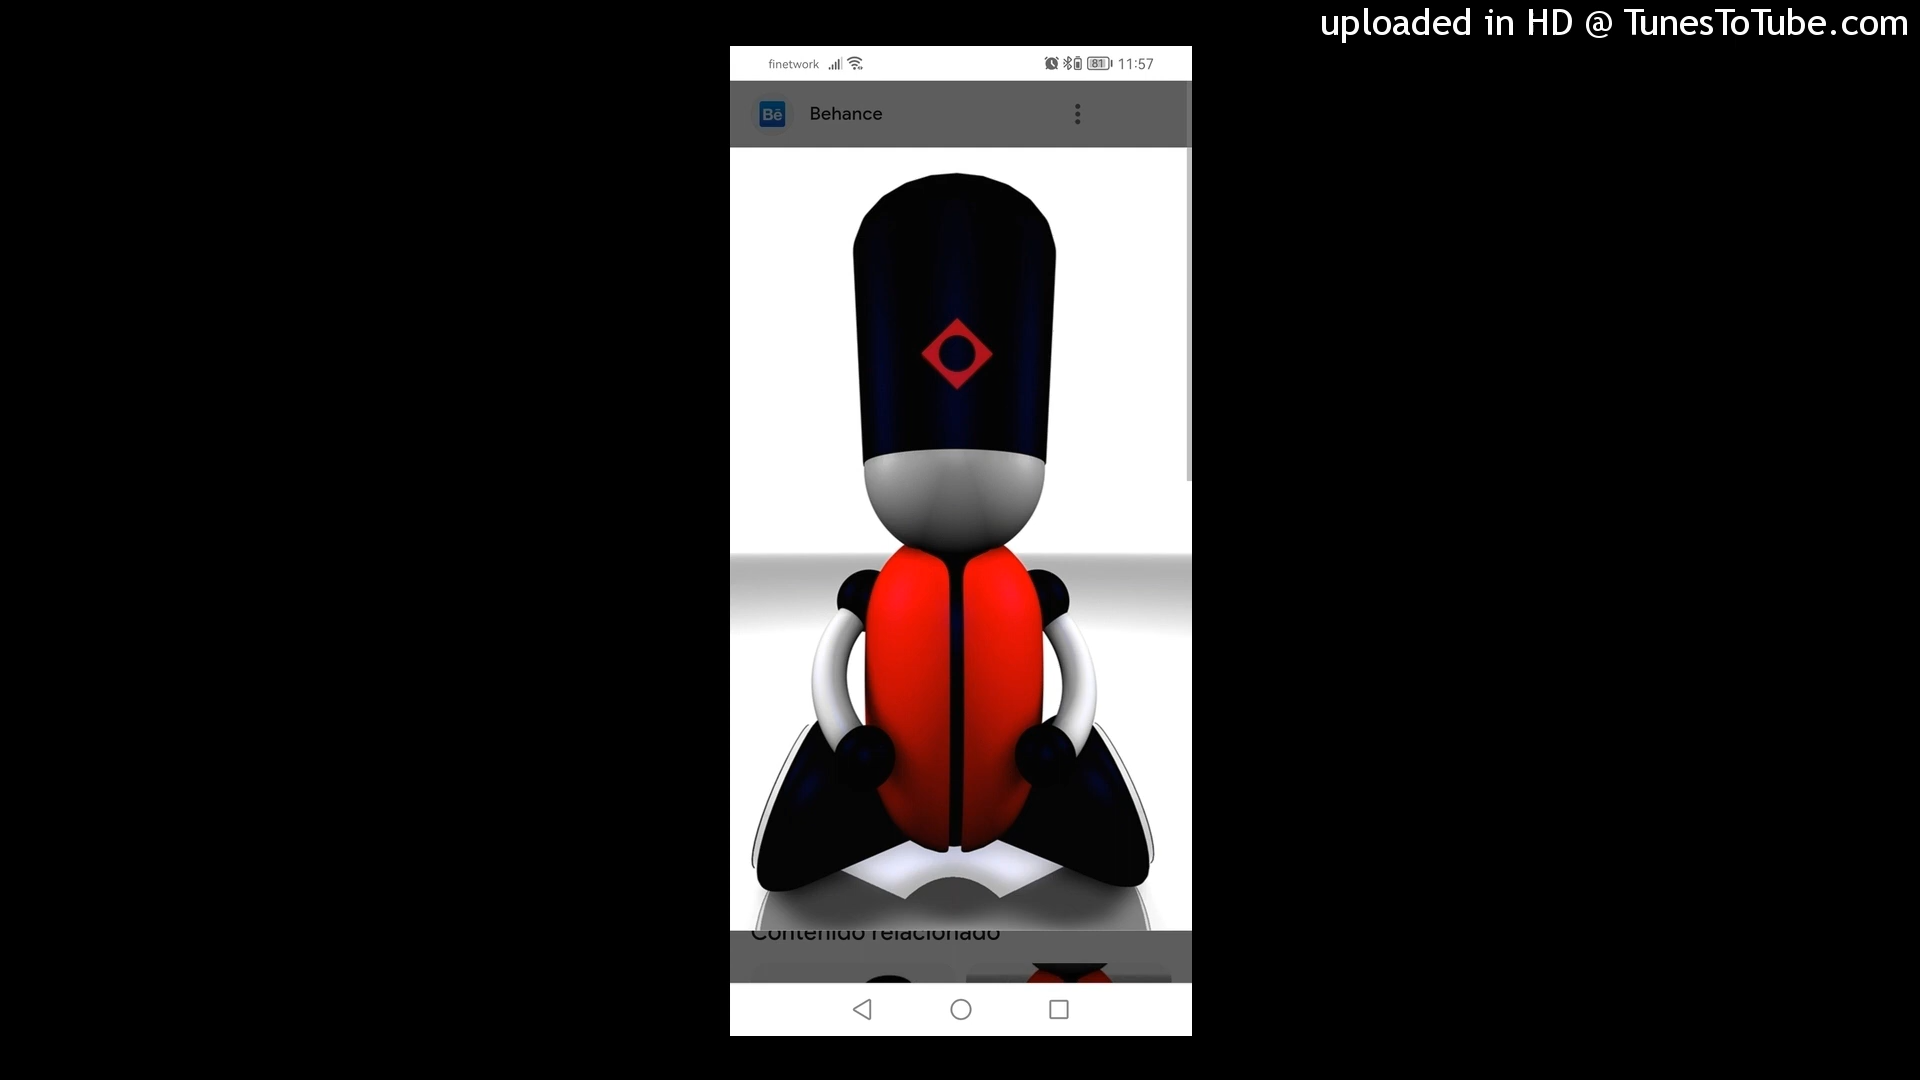 uploaded in HD @ TunesToTube.com
finetwork 81 11:57
Bē Behance
Contenido relacionado